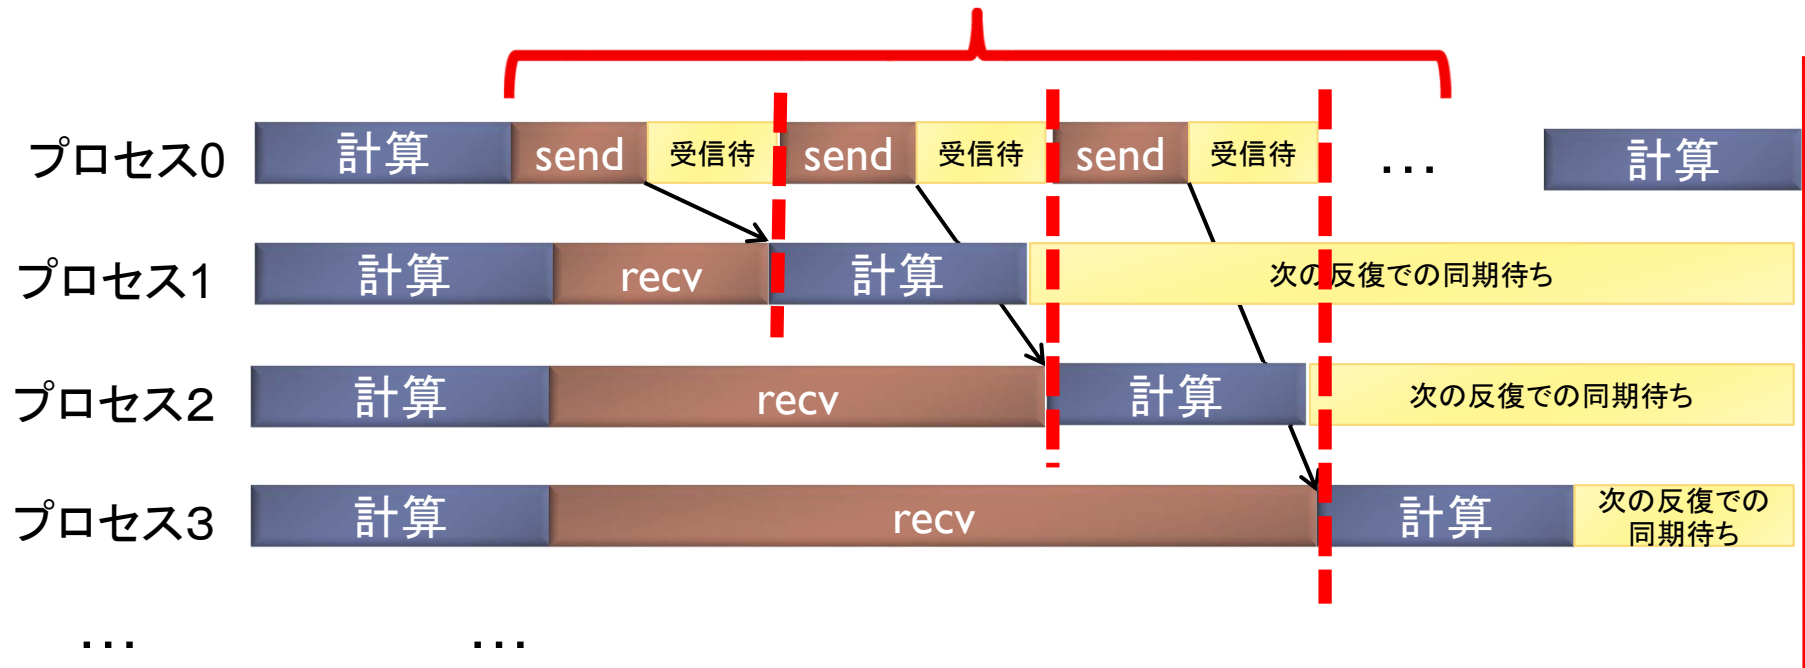 プロセス0 計算 send 受信待 send 受信待 send 受信待 … 計算
プロセス1 計算 recv 計算 次の反復での同期待ち
プロセス2 計算 recv 計算 次の反復での同期待ち
プロセス3 計算 recv 計算 次の反復での
同期待ち
… …